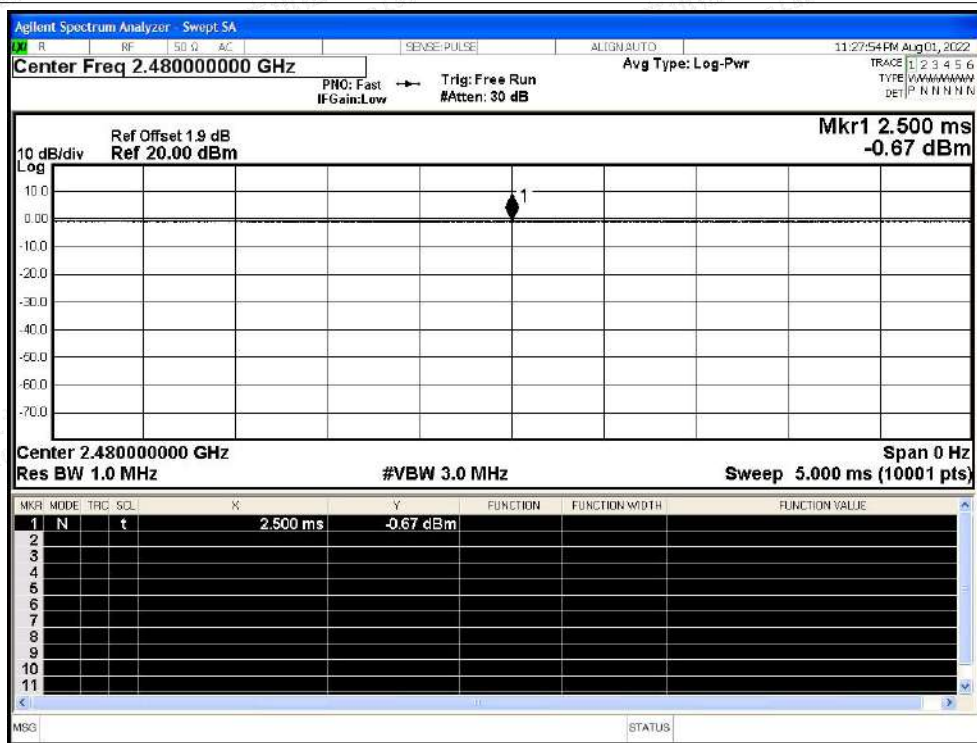 Agilent Spectrum Analyzer - Swept SA
LXI R RF 50 Ω AC SENSE:PULSE ALIGN AUTO 11:27:54 PM Aug 01, 2022
Center Freq 2.480000000 GHz
PNO: Fast
IFGain:Low
Trig: Free Run
#Atten: 30 dB
Avg Type: Log-Pwr
TRACE 1 2 3 4 5 6
TYPE
DET P N N N N N
Mkr1 2.500 ms
-0.67 dBm
Ref Offset 1.9 dB
10 dB/div Ref 20.00 dBm
Log
10.0
0.00
-10.0
-20.0
-30.0
-40.0
-50.0
-60.0
-70.0
1
Center 2.480000000 GHz Span 0 Hz
Res BW 1.0 MHz #VBW 3.0 MHz Sweep 5.000 ms (10001 pts)
MKR MODE TRC SCL X Y FUNCTION FUNCTION WIDTH FUNCTION VALUE
1 N t 2.500 ms -0.67 dBm
2
3
4
5
6
7
8
9
10
11
MSG STATUS